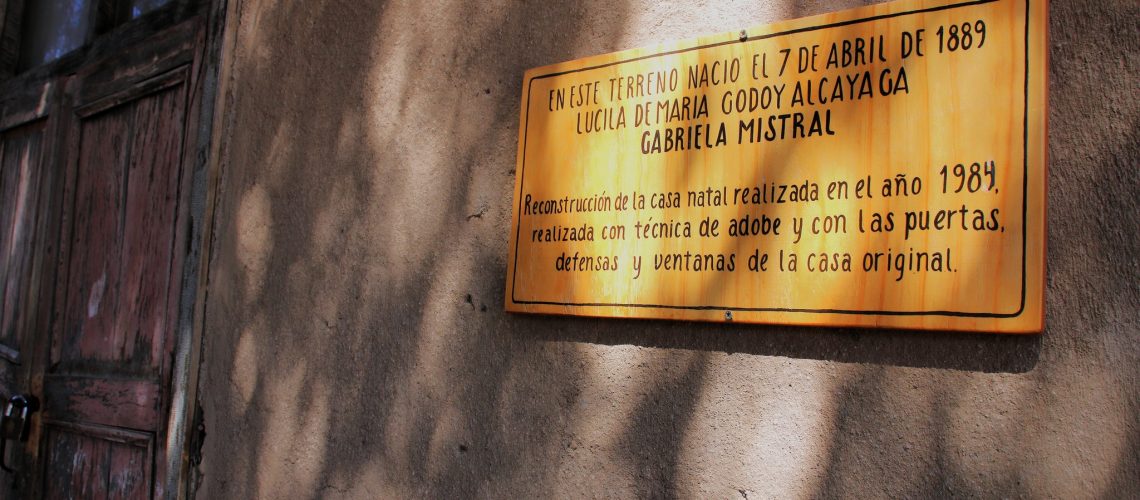 EN ESTE TERRENO NACIO EL 7 DE ABRIL DE 1889
LUCILA DE MARIA GODOY ALCAYAGA
GABRIELA MISTRAL
Reconstrucción de la casa natal realizada en el año 1984,
realizada con técnica de adobe y con las puertas,
defensas y ventanas de la casa original.